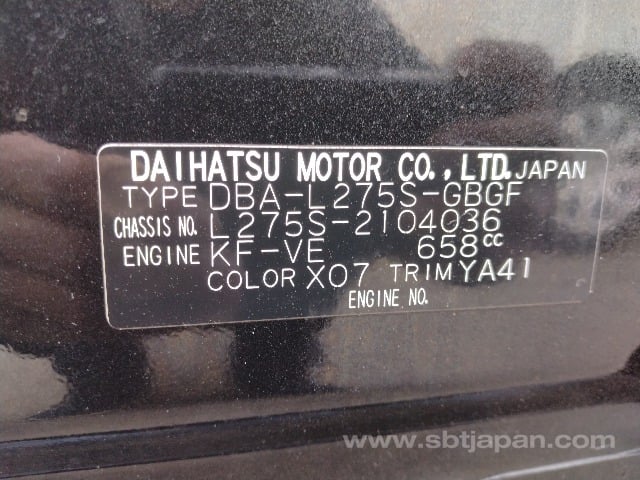 DAIHATSU MOTOR CO., LTD. JAPAN
TYPE DBA-L275S-GBGF
CHASSIS NO. L275S-2104036
ENGINE KF-VE 658cc
COLOR X07 TRIM YA41
ENGINE NO.
www.sbtjapan.com